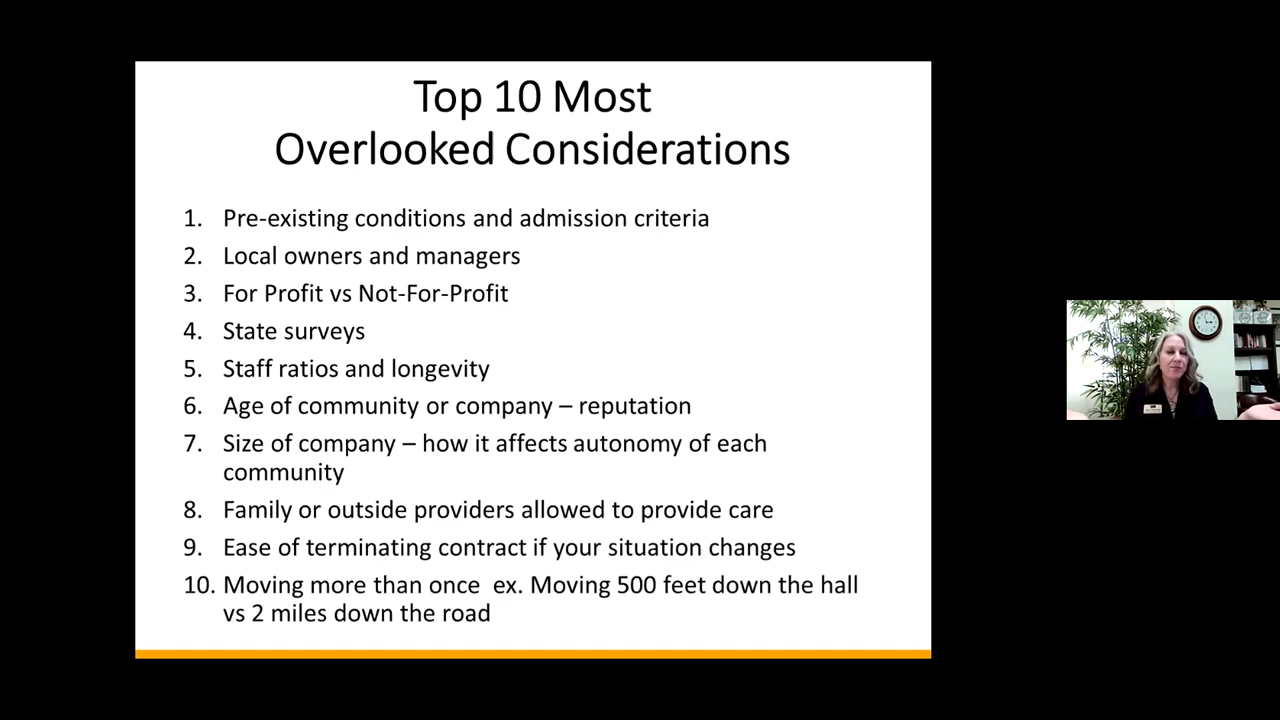 Top 10 Most
Overlooked Considerations
1. Pre-existing conditions and admission criteria
2. Local owners and managers
3. For Profit vs Not-For-Profit
4. State surveys
5. Staff ratios and longevity
6. Age of community or company – reputation
7. Size of company – how it affects autonomy of each
community
8. Family or outside providers allowed to provide care
9. Ease of terminating contract if your situation changes
10. Moving more than once ex. Moving 500 feet down the hall
vs 2 miles down the road